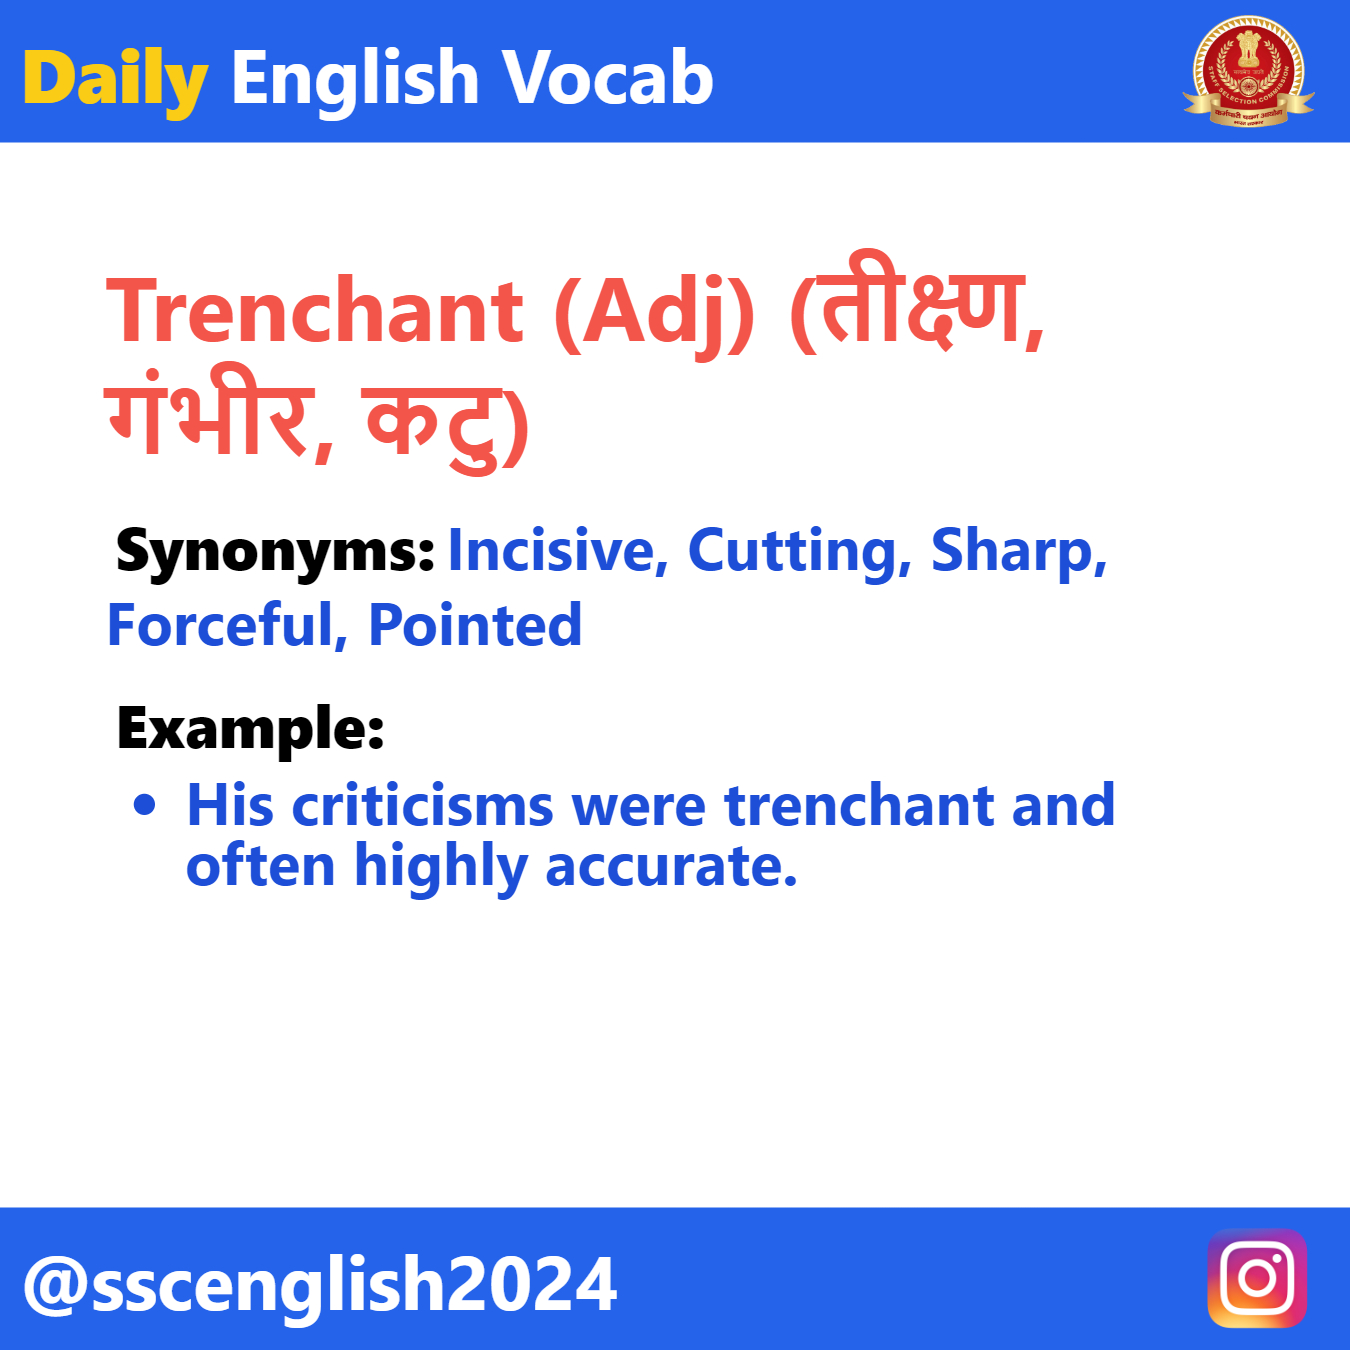 Daily English Vocab
STAFF SELECTION COMMISSION
Trenchant (Adj) (तीक्ष्ण,
गंभीर, कटु)
Synonyms: Incisive, Cutting, Sharp,
Forceful, Pointed
Example:
• His criticisms were trenchant and
often highly accurate.
@sscenglish2024